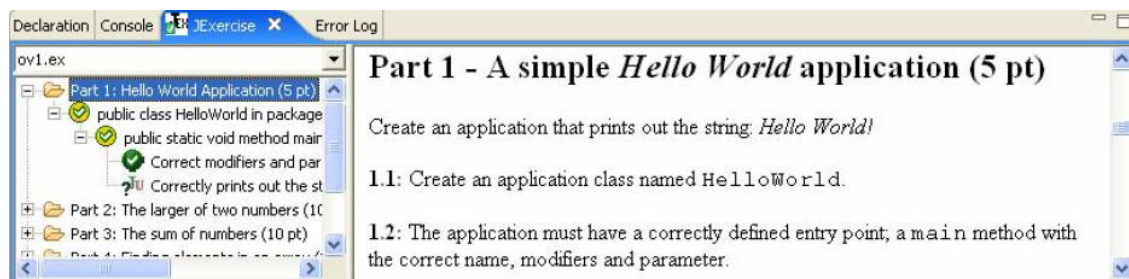 Declaration Console JExercise Error Log
ov1.ex
Part 1: Hello World Application (5 pt)
public class HelloWorld in package
public static void method mair
Correct modifiers and par
Correctly prints out the st
Part 2: The larger of two numbers (10
Part 3: The sum of numbers (10 pt)
Part 1 - A simple Hello World application (5 pt)
Create an application that prints out the string: Hello World!
1.1: Create an application class named HelloWorld.
1.2: The application must have a correctly defined entry point; a main method with
the correct name, modifiers and parameter.